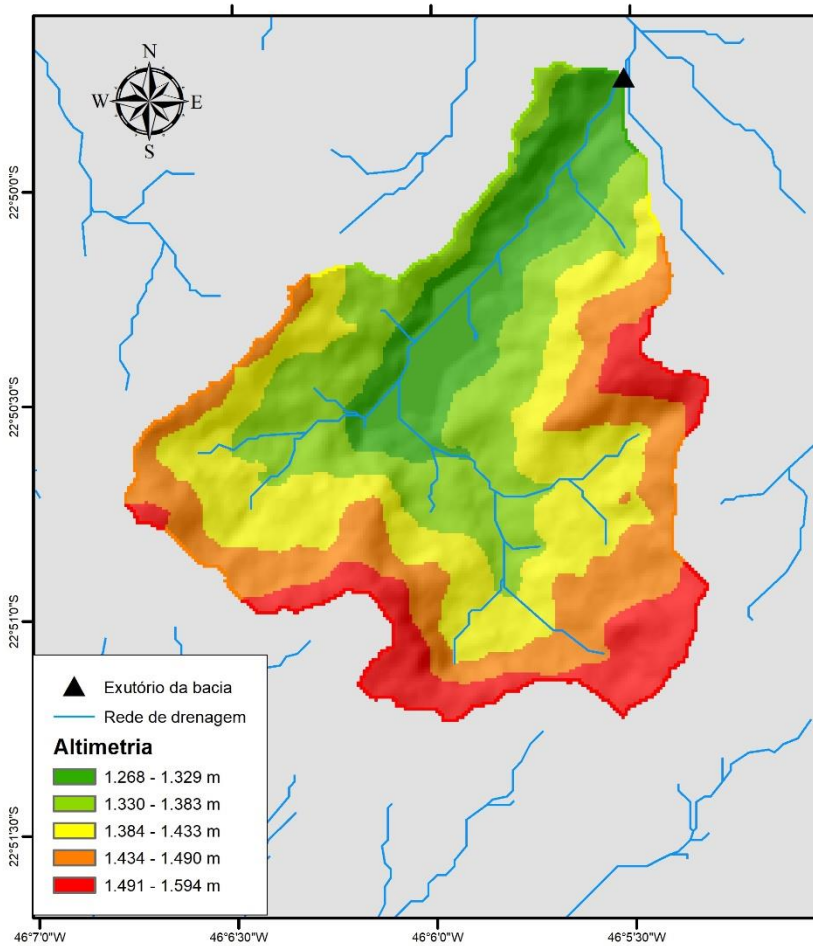 N
W E
S
22°50'0"S
22°50'30"S
22°51'0"S
22°51'30"S
Exutório da bacia
Rede de drenagem
Altimetria
1.268 - 1.329 m
1.330 - 1.383 m
1.384 - 1.433 m
1.434 - 1.490 m
1.491 - 1.594 m
46°7'0"W 46°6'30"W 46°6'0"W 46°5'30"W